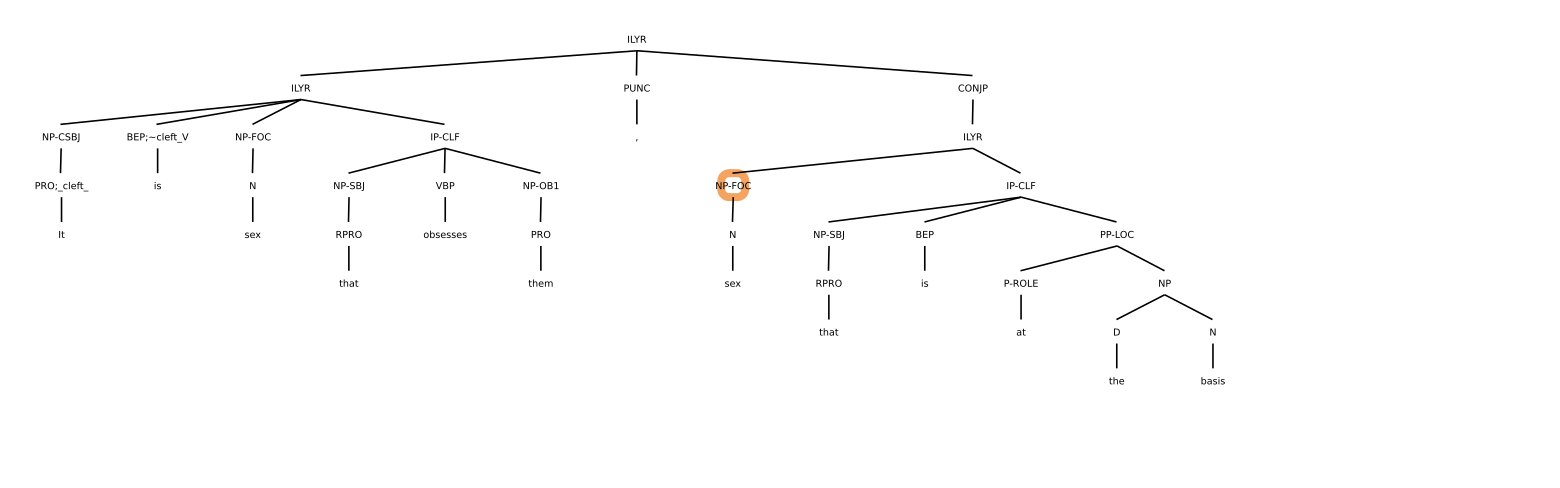 ILYR
ILYR PUNC CONJP
NP-CSBJ BEP;~cleft_V NP-FOC IP-CLF , ILYR
PRO;_cleft_ is N NP-SBJ VBP NP-OB1 NP-FOC IP-CLF
It sex RPRO obsesses PRO N NP-SBJ BEP PP-LOC
that them sex RPRO is P-ROLE NP
that at D N
the basis